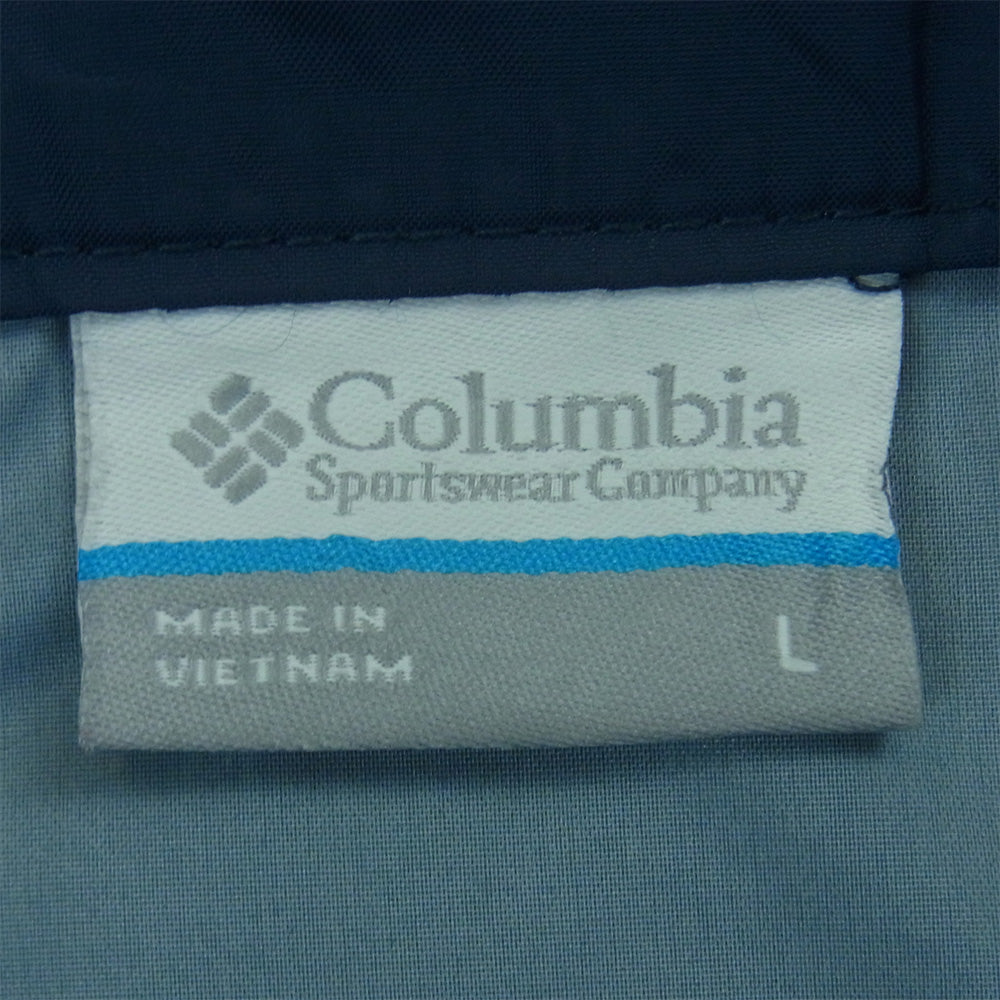 Columbia
Sportswear Company
MADE IN
VIETNAM
L